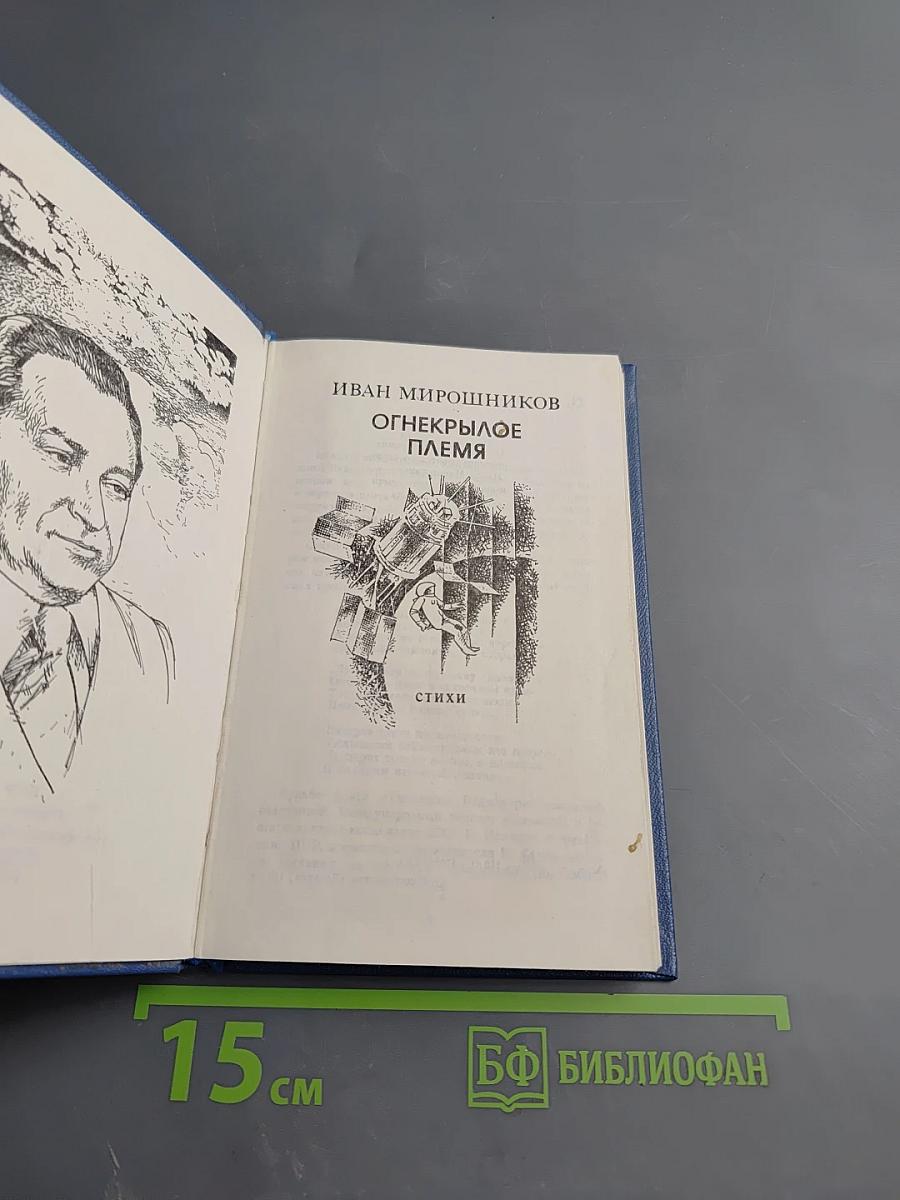 ИВАН МИРОШНИКОВ
ОГНЕКРЫЛОЕ
ПЛЕМЯ
СТИХИ
15 см
БФ БИБЛИОФАН